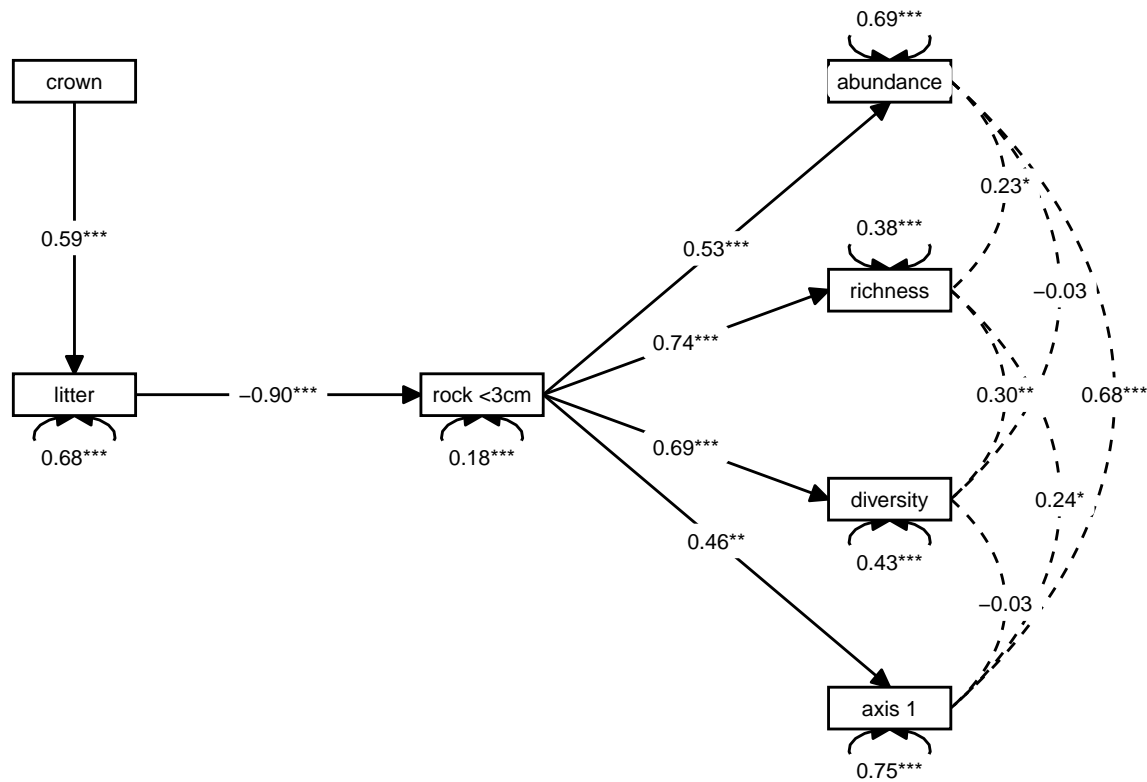 0.69***
crown
abundance
0.23*
0.59***
0.53***
0.38***
richness
−0.03
0.74***
litter
−0.90***
rock <3cm
0.30**
0.68***
0.68***
0.18***
0.69***
diversity
0.24*
0.46**
0.43***
−0.03
axis 1
0.75***